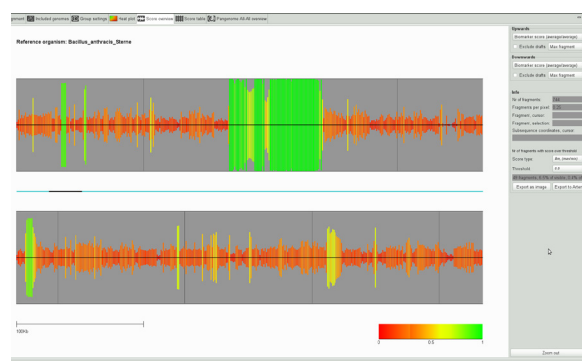 Included genomes Group settings Heat plot Score overview Score table Pangenomic All-All overview
Reference organism: Bacillus_anthracis_Sterne
100Kb
0 0.5 1
Upwards
Biomarker score (average/average)
Exclude drafts Max fragment
Downwards
Biomarker score (average/average)
Exclude drafts Max fragment
Info
Nr of fragments:
Fragments per pixel:
Fragment, cursor:
Fragment, selection:
Subsequence coordinates, cursor:
Nr of fragments with score over threshold
Score type:
Threshold:
Export as image Export to Artemis
Zoom out